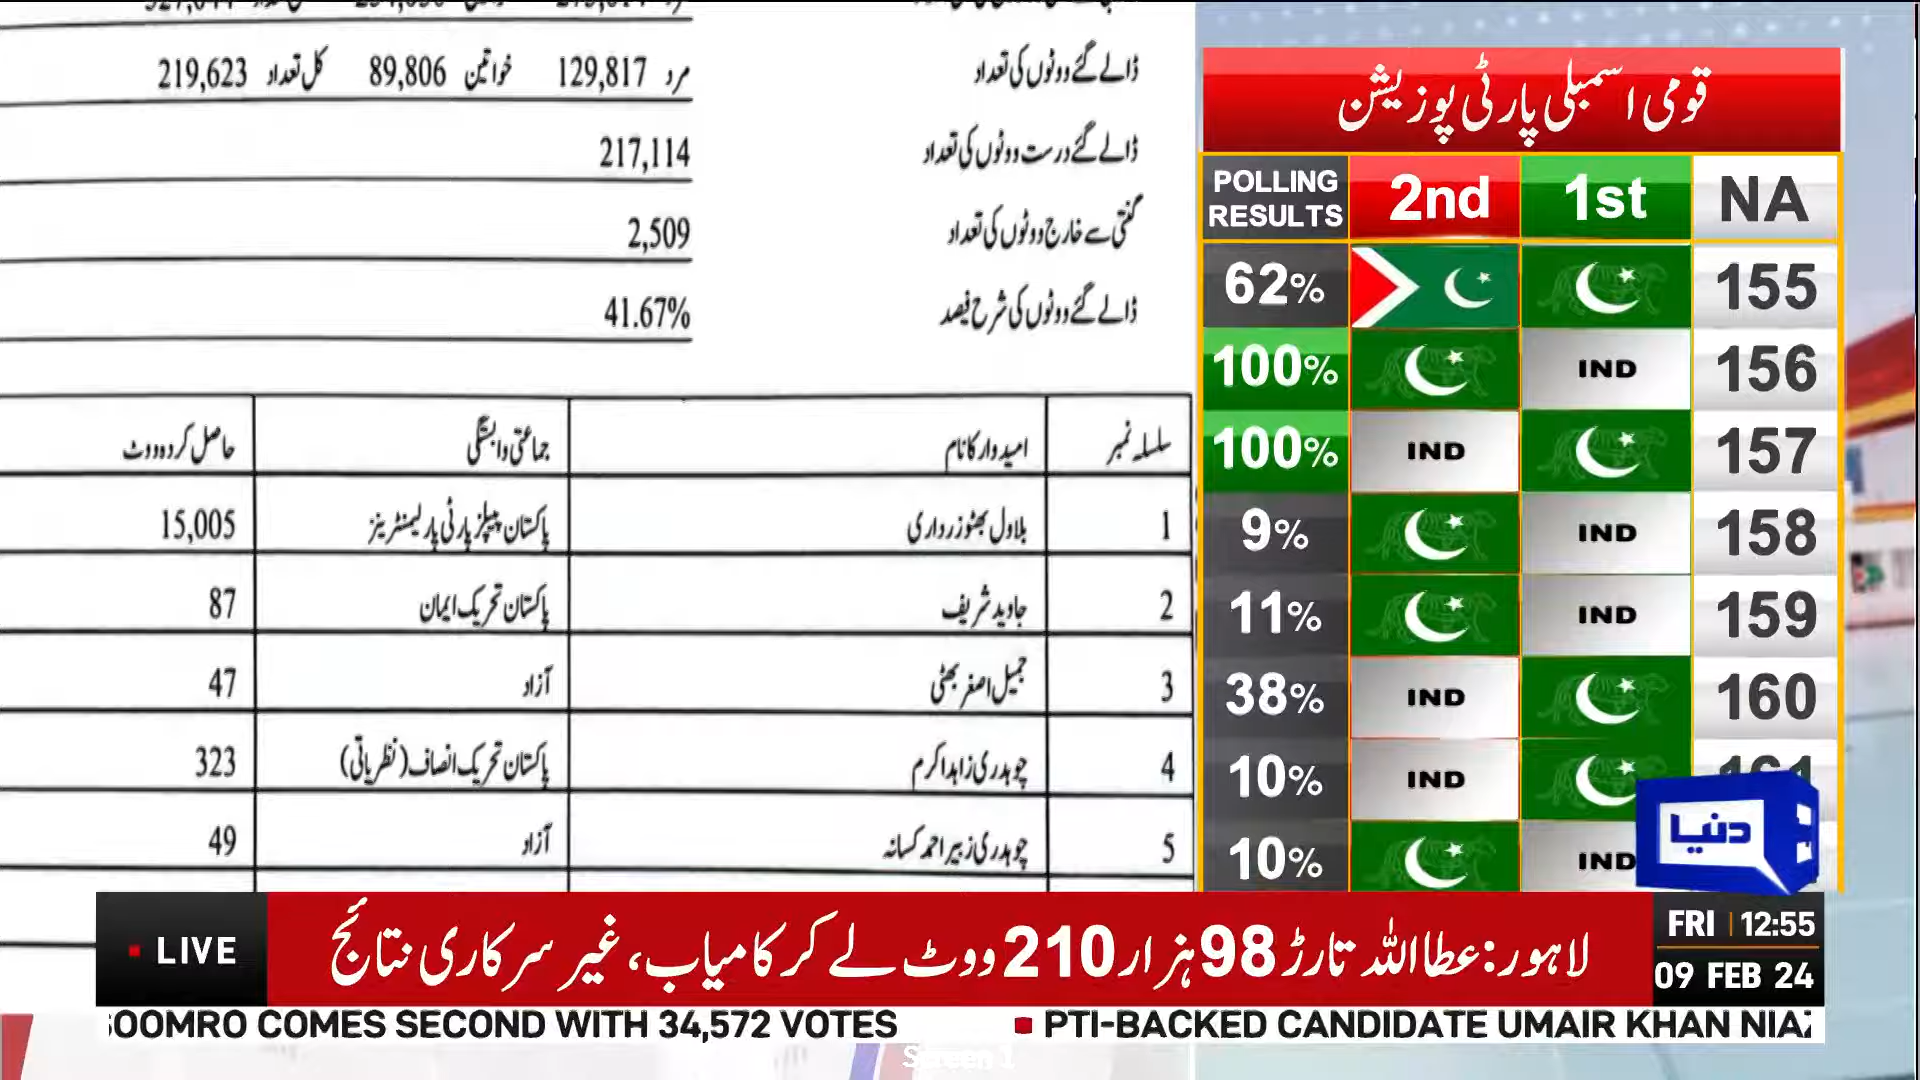 ڈالے گئے ووٹوں کی تعداد مرد 129,817 خواتین 89,806 کل تعداد 219,623
ڈالے گئے درست ووٹوں کی تعداد 217,114
گنتی سے خارج ووٹوں کی تعداد 2,509
ڈالے گئے ووٹوں کی شرح فیصد 41.67%
سلسلہ نمبر امیدوار کا نام جماعتی وابستگی حاصل کردہ ووٹ
1 بلاول بھٹو زرداری پاکستان پیپلز پارٹی پارلیمنٹرینز 15,005
2 جاوید شریف پاکستان تحریک ایمان 87
3 جمیل اصغر بھٹی آزاد 47
4 چوہدری زاہد اکرم پاکستان تحریک انصاف (نظریاتی) 323
5 چوہدری زبیر احمد کسانہ آزاد 49
قومی اسمبلی پارٹی پوزیشن
POLLING RESULTS 2nd 1st NA
62% 155
100% IND 156
100% IND 157
9% IND 158
11% IND 159
38% IND 160
10% IND 161
10% IND
دنیا
LIVE
لاہور: عطا اللہ تارڑ 98 ہزار 210 ووٹ لے کر کامیاب، غیر سرکاری نتائج
FRI 12:55
09 FEB 24
SOOMRO COMES SECOND WITH 34,572 VOTES
PTI-BACKED CANDIDATE UMAIR KHAN NIAZ
Screen 1